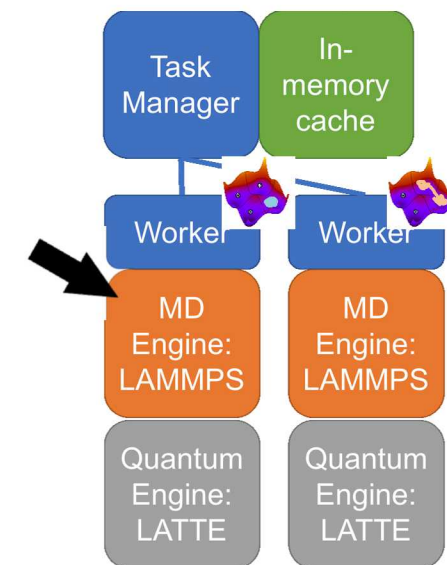 Task
Manager
In-
memory
cache
Worker
Worker
MD
Engine:
LAMMPS
MD
Engine:
LAMMPS
Quantum
Engine:
LATTE
Quantum
Engine:
LATTE